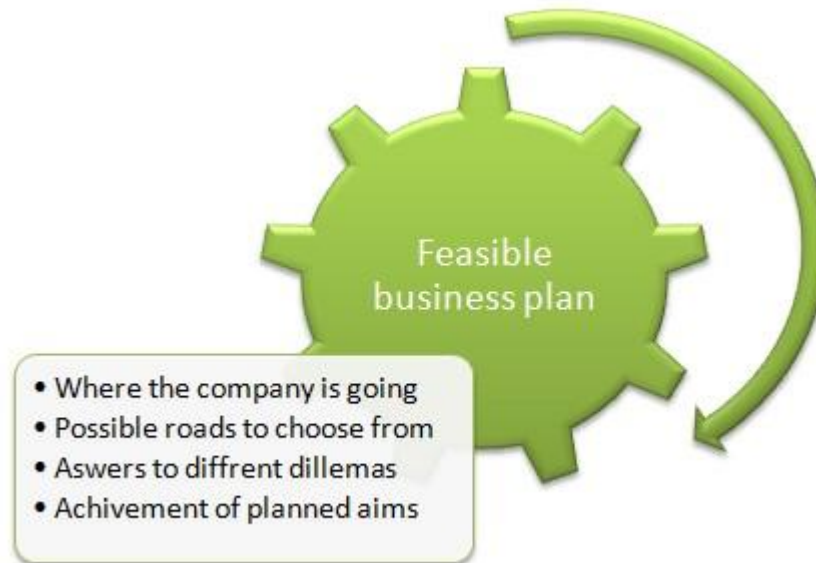 Feasible
business plan
• Where the company is going
• Possible roads to choose from
• Aswers to diffrent dillemas
• Achivement of planned aims